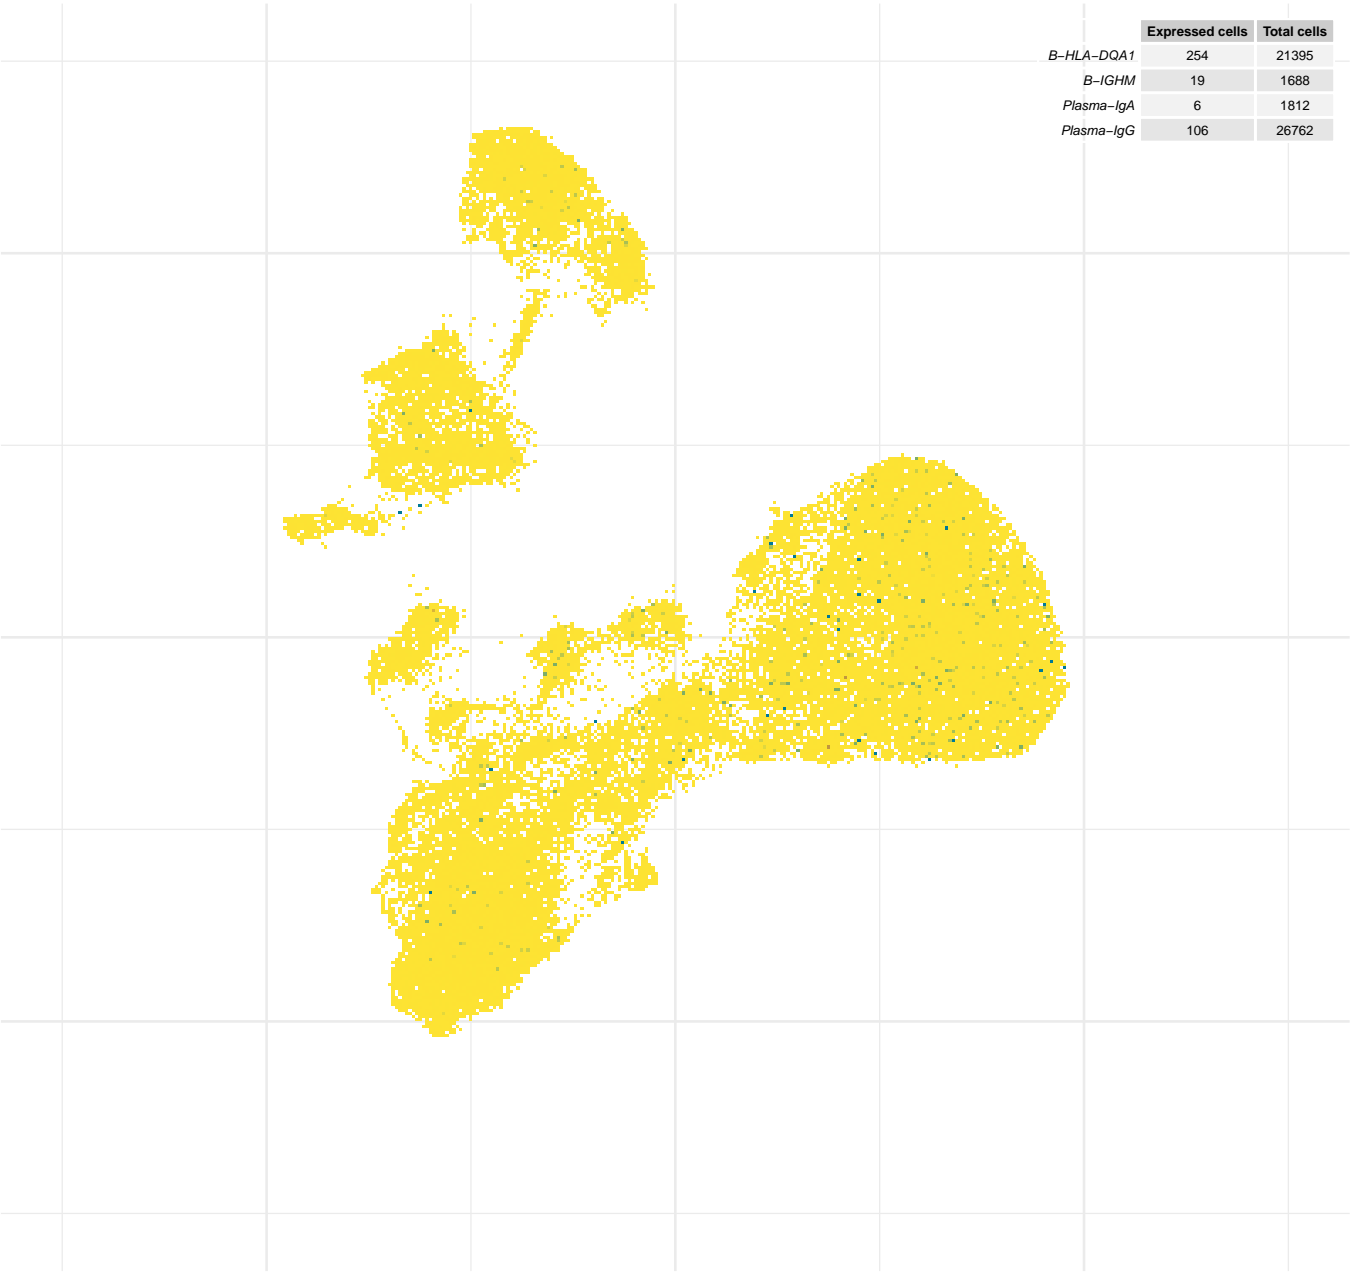 Expressed cells Total cells
B−HLA−DQA1 254 21395
B−IGHM 19 1688
Plasma−IgA 6 1812
Plasma−IgG 106 26762